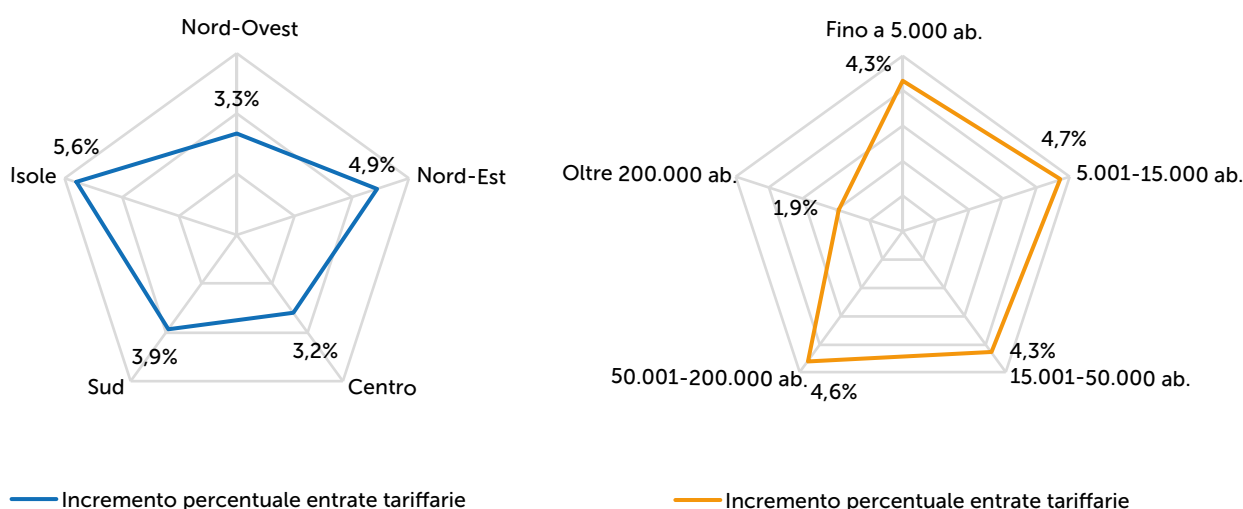 Nord-Ovest
3,3%
5,6%
4,9%
Isole
Nord-Est
3,9%
3,2%
Sud
Centro
Incremento percentuale entrate tariffarie
Fino a 5.000 ab.
4,3%
4,7%
Oltre 200.000 ab.
5.001-15.000 ab.
1,9%
4,3%
50.001-200.000 ab.
15.001-50.000 ab.
4,6%
Incremento percentuale entrate tariffarie